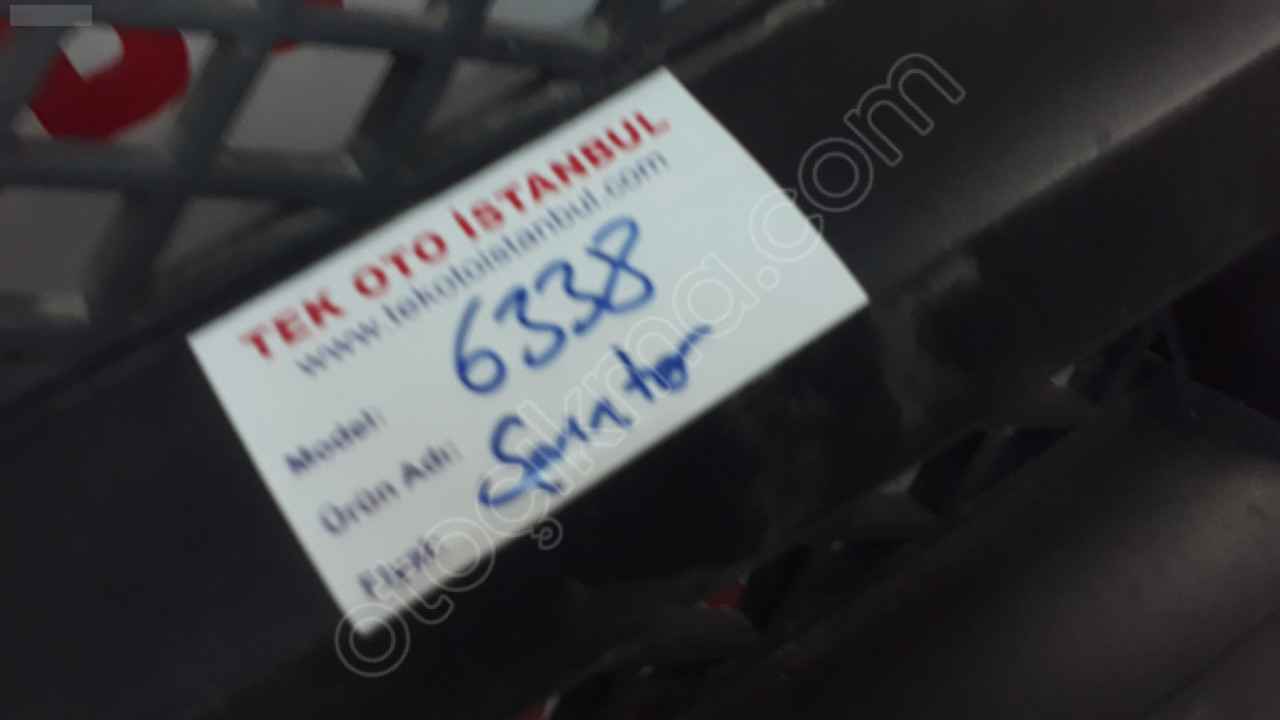 TEK OTO İSTANBUL
www.tekotoistanbul.com
6338
Model:
Ürün Adı:
Fiyat:
otoçıkma.com